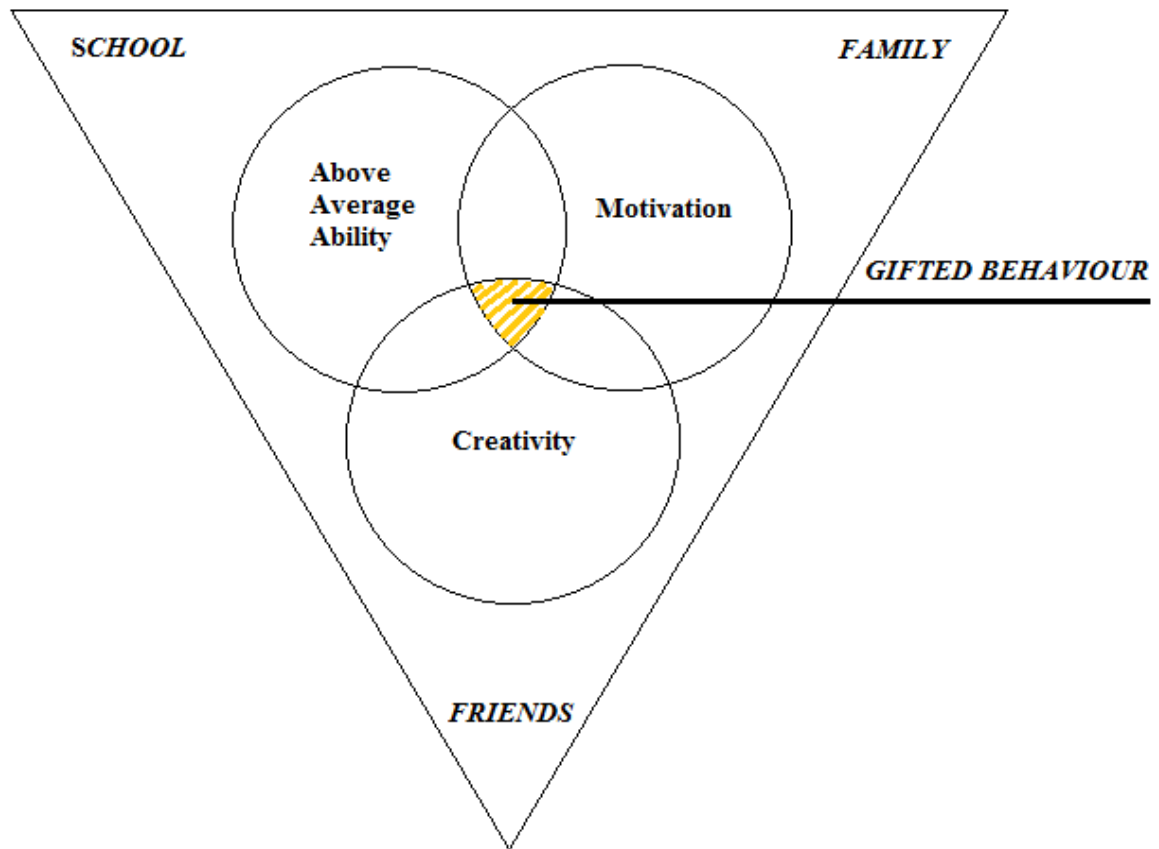 SCHOOL
FAMILY
Above
Average
Ability
Motivation
GIFTED BEHAVIOUR
Creativity
FRIENDS